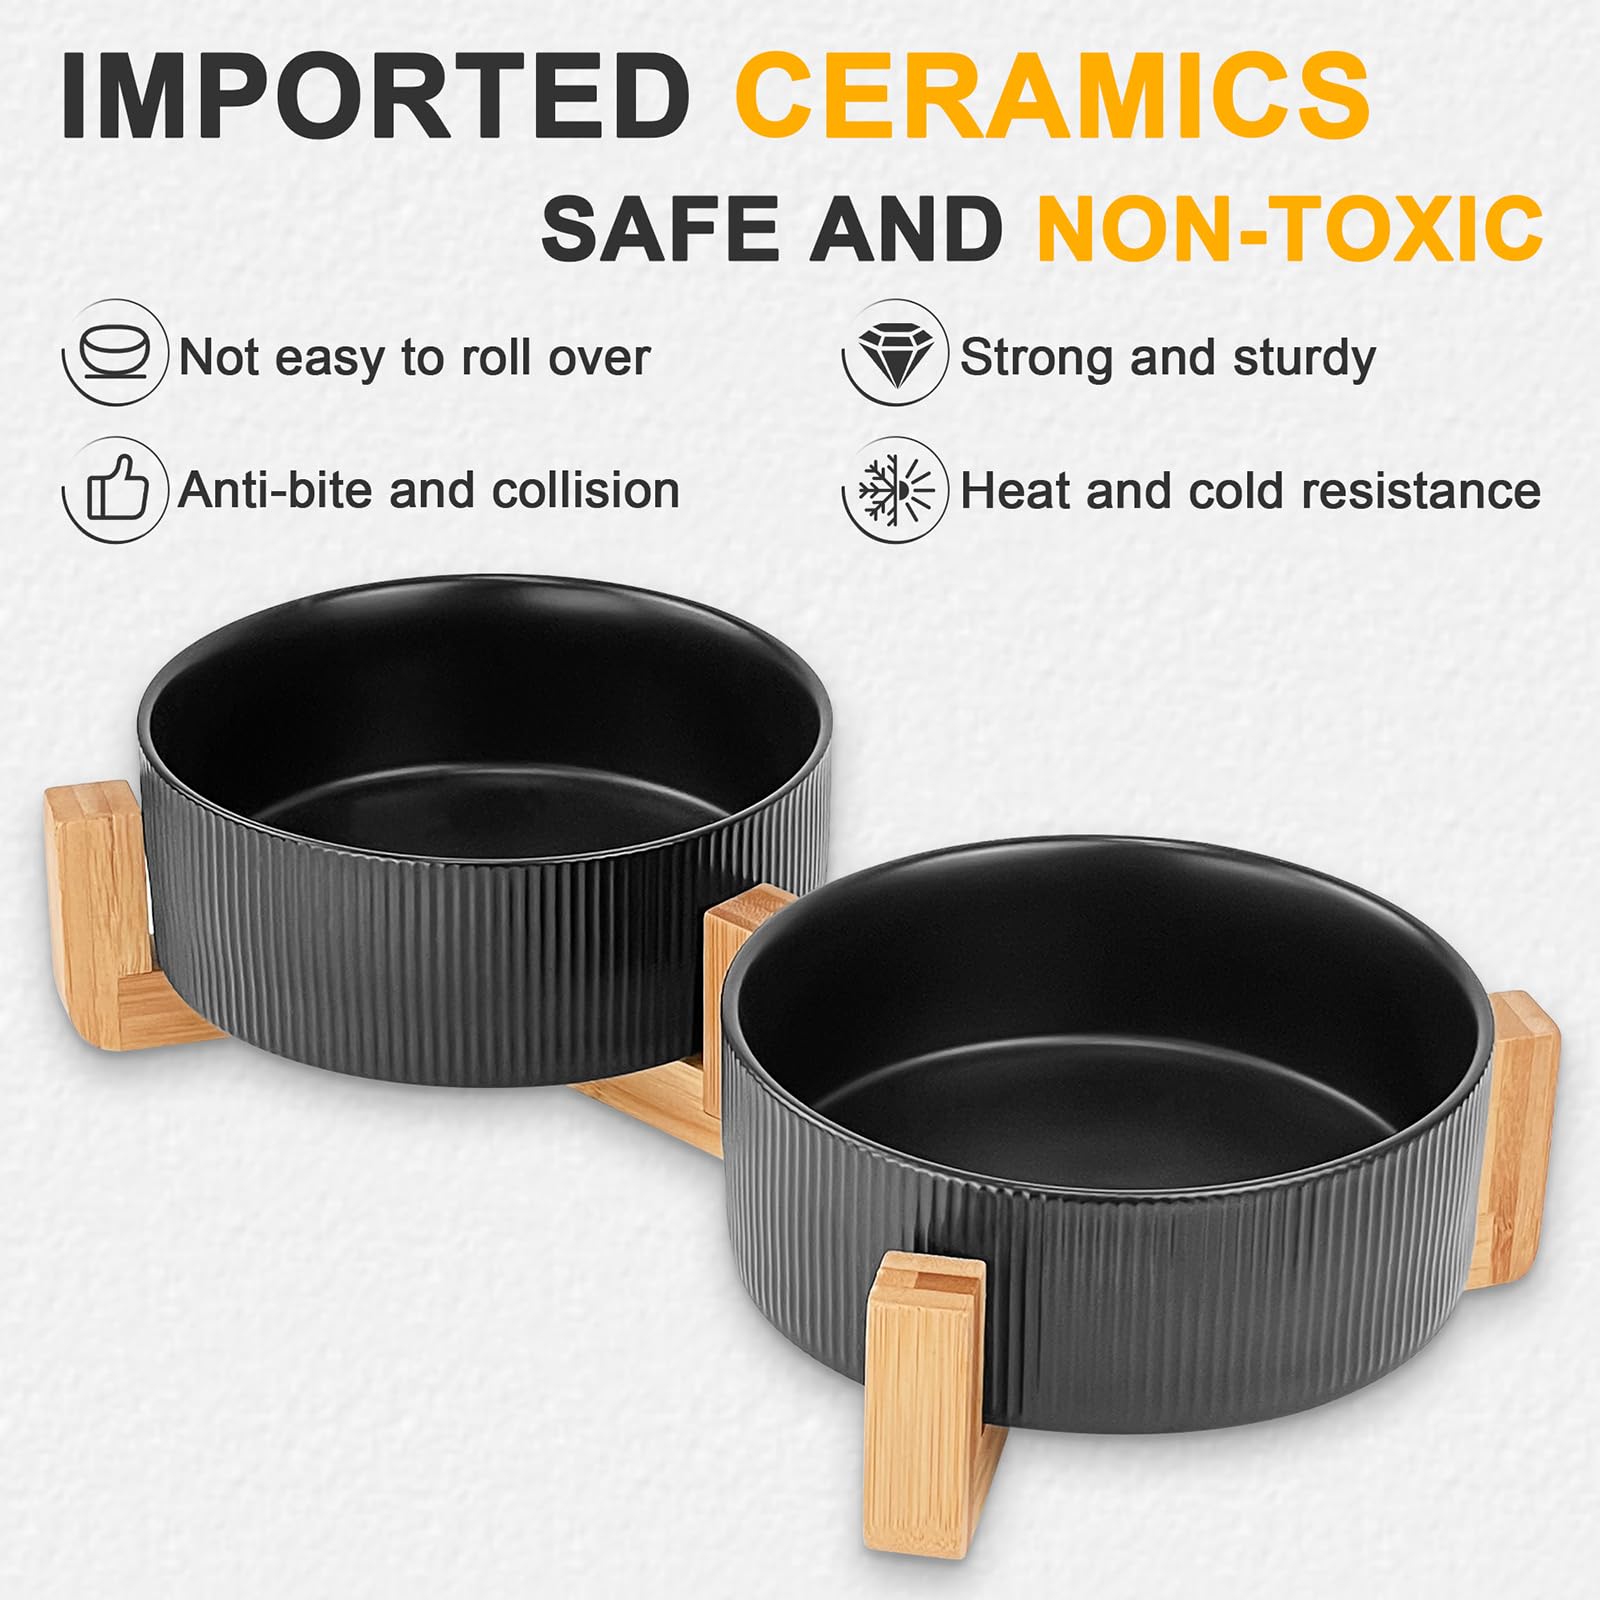 IMPORTED CERAMICS
SAFE AND NON-TOXIC
Not easy to roll over
Strong and sturdy
Anti-bite and collision
Heat and cold resistance